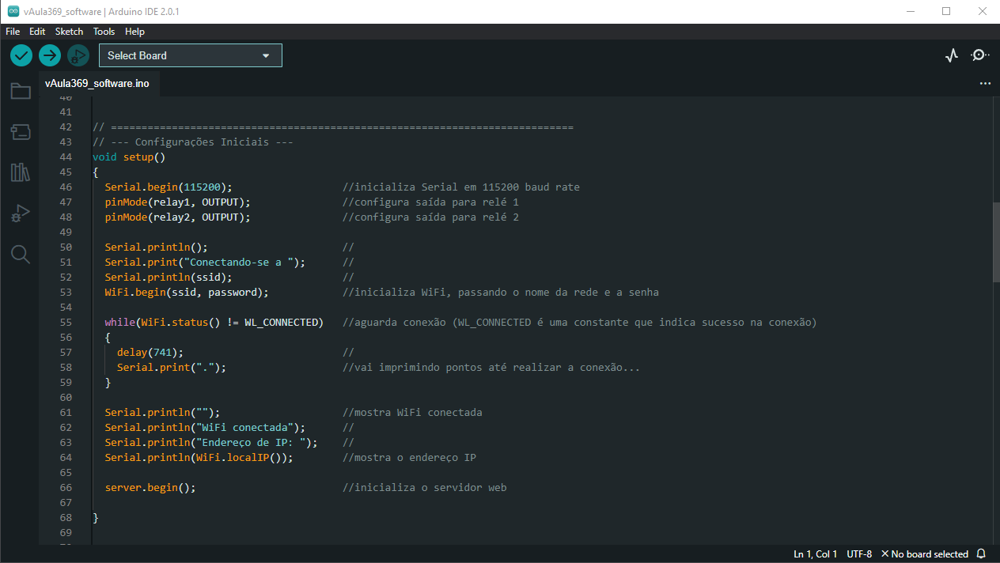 vAula369_software | Arduino IDE 2.0.1
File Edit Sketch Tools Help
Select Board
vAula369_software.ino
40
41
42 // ============================================================================
43 // --- Configurações Iniciais ---
44 void setup()
45 {
46 Serial.begin(115200); //inicializa Serial em 115200 baud rate
47 pinMode(relay1, OUTPUT); //configura saída para relé 1
48 pinMode(relay2, OUTPUT); //configura saída para relé 2
49
50 Serial.println(); //
51 Serial.print("Conectando-se a "); //
52 Serial.println(ssid); //
53 WiFi.begin(ssid, password); //inicializa WiFi, passando o nome da rede e a senha
54
55 while(WiFi.status() != WL_CONNECTED) //aguarda conexão (WL_CONNECTED é uma constante que indica sucesso na conexão)
56 {
57 delay(741); //
58 Serial.print("."); //vai imprimindo pontos até realizar a conexão...
59 }
60
61 Serial.println(""); //mostra WiFi conectada
62 Serial.println("WiFi conectada"); //
63 Serial.println("Endereço de IP: "); //
64 Serial.println(WiFi.localIP()); //mostra o endereço IP
65
66 server.begin(); //inicializa o servidor web
67
68 }
69
Ln 1, Col 1 UTF-8 No board selected